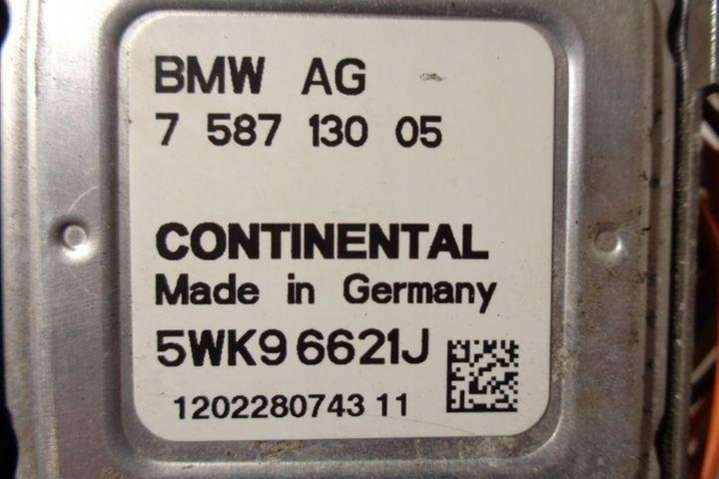 BMW AG
7 587 130 05
CONTINENTAL
Made in Germany
5WK9 6621J
1202280743 11